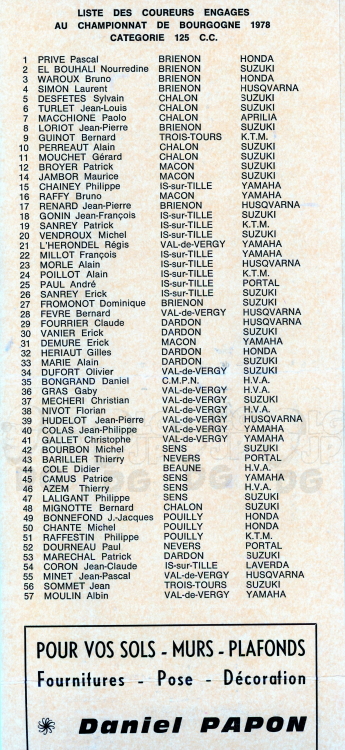 LISTE DES COUREURS ENGAGES
AU CHAMPIONNAT DE BOURGOGNE 1978
CATEGORIE 125 C.C.
1 PRIVE Pascal BRIENON HONDA
2 EL BOUHALI Nourredine BRIENON SUZUKI
3 WAROUX Bruno BRIENON HONDA
4 SIMON Laurent BRIENON HUSQVARNA
5 DESFETES Sylvain CHALON SUZUKI
6 TURLET Jean-Louis CHALON SUZUKI
7 MACCHIONE Paolo CHALON APRILIA
8 LORIOT Jean-Pierre BRIENON SUZUKI
9 GUINOT Bernard TROIS-TOURS K.T.M.
10 PERREAUT Alain CHALON SUZUKI
11 MOUCHET Gérard CHALON SUZUKI
12 BROYER Patrick MACON SUZUKI
14 JAMBOR Maurice MACON SUZUKI
15 CHAINEY Philippe IS-sur-TILLE YAMAHA
16 RAFFY Bruno MACON YAMAHA
17 RENARD Jean-Pierre BRIENON HUSQVARNA
18 GONIN Jean-François IS-sur-TILLE SUZUKI
19 SANREY Patrick IS-sur-TILLE K.T.M.
20 VENDROUX Michel IS-sur-TILLE SUZUKI
21 L'HERONDEL Régis VAL-de-VERGY YAMAHA
22 MILLOT François IS-sur-TILLE YAMAHA
23 MORLE Alain IS-sur-TILLE HUSQVARNA
24 POILLOT Alain IS-sur-TILLE K.T.M.
25 PAUL André IS-sur-TILLE PORTAL
26 SANREY Erick IS-sur-TILLE SUZUKI
27 FROMONOT Dominique BRIENON SUZUKI
28 FEVRE Bernard VAL-de-VERGY HUSQVARNA
29 FOURRIER Claude DARDON HUSQVARNA
30 VANIER Erick DARDON SUZUKI
31 DEMURE Erick MACON YAMAHA
32 HERIAUT Gilles DARDON HONDA
33 MARIE Alain DARDON SUZUKI
34 DUFORT Olivier VAL-de-VERGY SUZUKI
35 BONGRAND Daniel C.M.P.N. H.V.A.
36 GRAS Gaby VAL-de-VERGY H.V.A.
37 MECHERI Christian VAL-de-VERGY SUZUKI
38 NIVOT Florian VAL-de-VERGY H.V.A.
39 HUDELOT Jean-Pierre VAL-de-VERGY HUSQVARNA
40 COLAS Jean-Philippe VAL-de-VERGY YAMAHA
41 GALLET Christophe VAL-de-VERGY YAMAHA
42 BOURBON Michel SENS SUZUKI
43 BARILLER Thierry NEVERS PORTAL
44 COLE Didier BEAUNE H.V.A.
45 CAMUS Patrice SENS YAMAHA
46 AZEM Thierry SENS H.V.A.
47 LALIGANT Philippe SENS SUZUKI
48 MIGNOTTE Bernard CHALON SUZUKI
49 BONNEFOND J.-Jacques POUILLY HONDA
50 CHANTE Michel POUILLY HONDA
51 RAFFESTIN Philippe POUILLY K.T.M.
52 DOURNEAU Paul NEVERS PORTAL
53 MARECHAL Patrick DARDON SUZUKI
54 CORON Jean-Claude IS-sur-TILLE LAVERDA
55 MINET Jean-Pascal VAL-de-VERGY HUSQVARNA
56 SOMMET Jean TROIS-TOURS SUZUKI
57 MOULIN Albin VAL-de-VERGY YAMAHA
POUR VOS SOLS - MURS - PLAFONDS
Fournitures - Pose - Décoration
Daniel PAPON